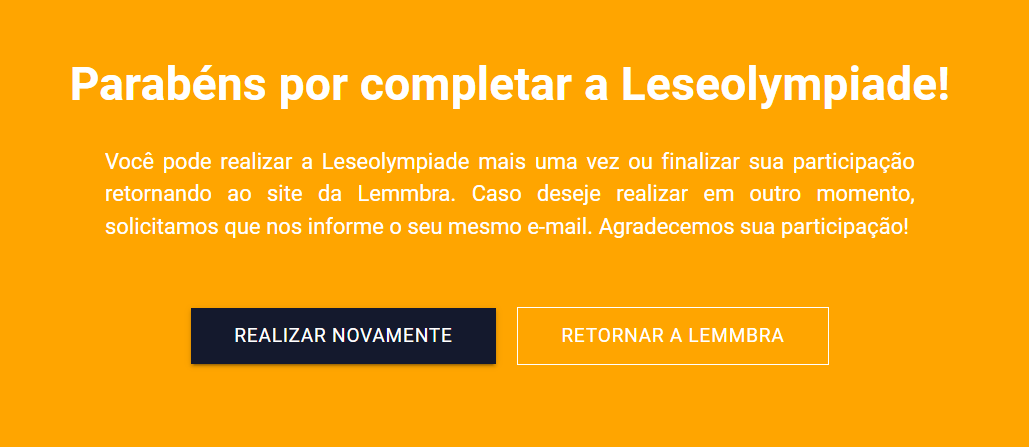 Parabéns por completar a Leseolympiade!
Você pode realizar a Leseolympiade mais uma vez ou finalizar sua participação
retornando ao site da Lemmbra. Caso deseje realizar em outro momento,
solicitamos que nos informe o seu mesmo e-mail. Agradecemos sua participação!
REALIZAR NOVAMENTE
RETORNAR A LEMMBRA